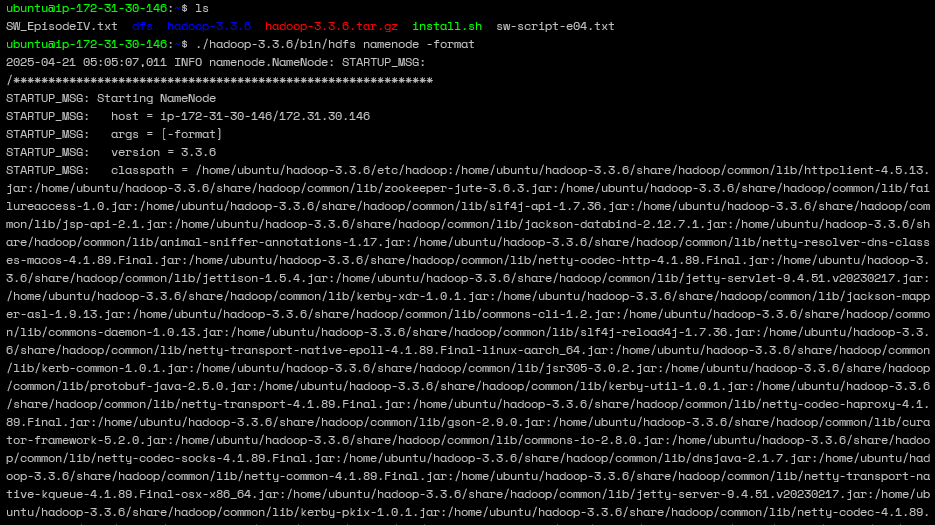 ubuntu@ip-172-31-30-146:~$ ls
SW_EpisodeIV.txt  dfs  hadoop-3.3.6  hadoop-3.3.6.tar.gz  install.sh  sw-script-e04.txt
ubuntu@ip-172-31-30-146:~$ ./hadoop-3.3.6/bin/hdfs namenode -format
2025-04-21 05:05:07,011 INFO namenode.NameNode: STARTUP_MSG:
/************************************************************
STARTUP_MSG: Starting NameNode
STARTUP_MSG:   host = ip-172-31-30-146/172.31.30.146
STARTUP_MSG:   args = [-format]
STARTUP_MSG:   version = 3.3.6
STARTUP_MSG:   classpath = /home/ubuntu/hadoop-3.3.6/etc/hadoop:/home/ubuntu/hadoop-3.3.6/share/hadoop/common/lib/httpclient-4.5.13.
jar:/home/ubuntu/hadoop-3.3.6/share/hadoop/common/lib/zookeeper-jute-3.6.3.jar:/home/ubuntu/hadoop-3.3.6/share/hadoop/common/lib/fai
lureaccess-1.0.jar:/home/ubuntu/hadoop-3.3.6/share/hadoop/common/lib/slf4j-api-1.7.36.jar:/home/ubuntu/hadoop-3.3.6/share/hadoop/com
mon/lib/jsp-api-2.1.jar:/home/ubuntu/hadoop-3.3.6/share/hadoop/common/lib/jackson-databind-2.12.7.1.jar:/home/ubuntu/hadoop-3.3.6/sh
are/hadoop/common/lib/animal-sniffer-annotations-1.17.jar:/home/ubuntu/hadoop-3.3.6/share/hadoop/common/lib/netty-resolver-dns-class
es-macos-4.1.89.Final.jar:/home/ubuntu/hadoop-3.3.6/share/hadoop/common/lib/netty-codec-http-4.1.89.Final.jar:/home/ubuntu/hadoop-3.
3.6/share/hadoop/common/lib/jettison-1.5.4.jar:/home/ubuntu/hadoop-3.3.6/share/hadoop/common/lib/jetty-servlet-9.4.51.v20230217.jar:
/home/ubuntu/hadoop-3.3.6/share/hadoop/common/lib/kerby-xdr-1.0.1.jar:/home/ubuntu/hadoop-3.3.6/share/hadoop/common/lib/jackson-mapp
er-asl-1.9.13.jar:/home/ubuntu/hadoop-3.3.6/share/hadoop/common/lib/commons-cli-1.2.jar:/home/ubuntu/hadoop-3.3.6/share/hadoop/commo
n/lib/commons-daemon-1.0.13.jar:/home/ubuntu/hadoop-3.3.6/share/hadoop/common/lib/slf4j-reload4j-1.7.36.jar:/home/ubuntu/hadoop-3.3.
6/share/hadoop/common/lib/netty-transport-native-epoll-4.1.89.Final-linux-aarch_64.jar:/home/ubuntu/hadoop-3.3.6/share/hadoop/common
/lib/kerb-common-1.0.1.jar:/home/ubuntu/hadoop-3.3.6/share/hadoop/common/lib/jsr305-3.0.2.jar:/home/ubuntu/hadoop-3.3.6/share/hadoop
/common/lib/protobuf-java-2.5.0.jar:/home/ubuntu/hadoop-3.3.6/share/hadoop/common/lib/kerby-util-1.0.1.jar:/home/ubuntu/hadoop-3.3.6
/share/hadoop/common/lib/netty-transport-4.1.89.Final.jar:/home/ubuntu/hadoop-3.3.6/share/hadoop/common/lib/netty-codec-haproxy-4.1.
89.Final.jar:/home/ubuntu/hadoop-3.3.6/share/hadoop/common/lib/gson-2.9.0.jar:/home/ubuntu/hadoop-3.3.6/share/hadoop/common/lib/cura
tor-framework-5.2.0.jar:/home/ubuntu/hadoop-3.3.6/share/hadoop/common/lib/commons-io-2.8.0.jar:/home/ubuntu/hadoop-3.3.6/share/hadoo
p/common/lib/netty-codec-socks-4.1.89.Final.jar:/home/ubuntu/hadoop-3.3.6/share/hadoop/common/lib/dnsjava-2.1.7.jar:/home/ubuntu/had
oop-3.3.6/share/hadoop/common/lib/netty-common-4.1.89.Final.jar:/home/ubuntu/hadoop-3.3.6/share/hadoop/common/lib/netty-transport-na
tive-kqueue-4.1.89.Final-osx-x86_64.jar:/home/ubuntu/hadoop-3.3.6/share/hadoop/common/lib/jetty-server-9.4.51.v20230217.jar:/home/ub
untu/hadoop-3.3.6/share/hadoop/common/lib/kerby-pkix-1.0.1.jar:/home/ubuntu/hadoop-3.3.6/share/hadoop/common/lib/netty-codec-4.1.89.